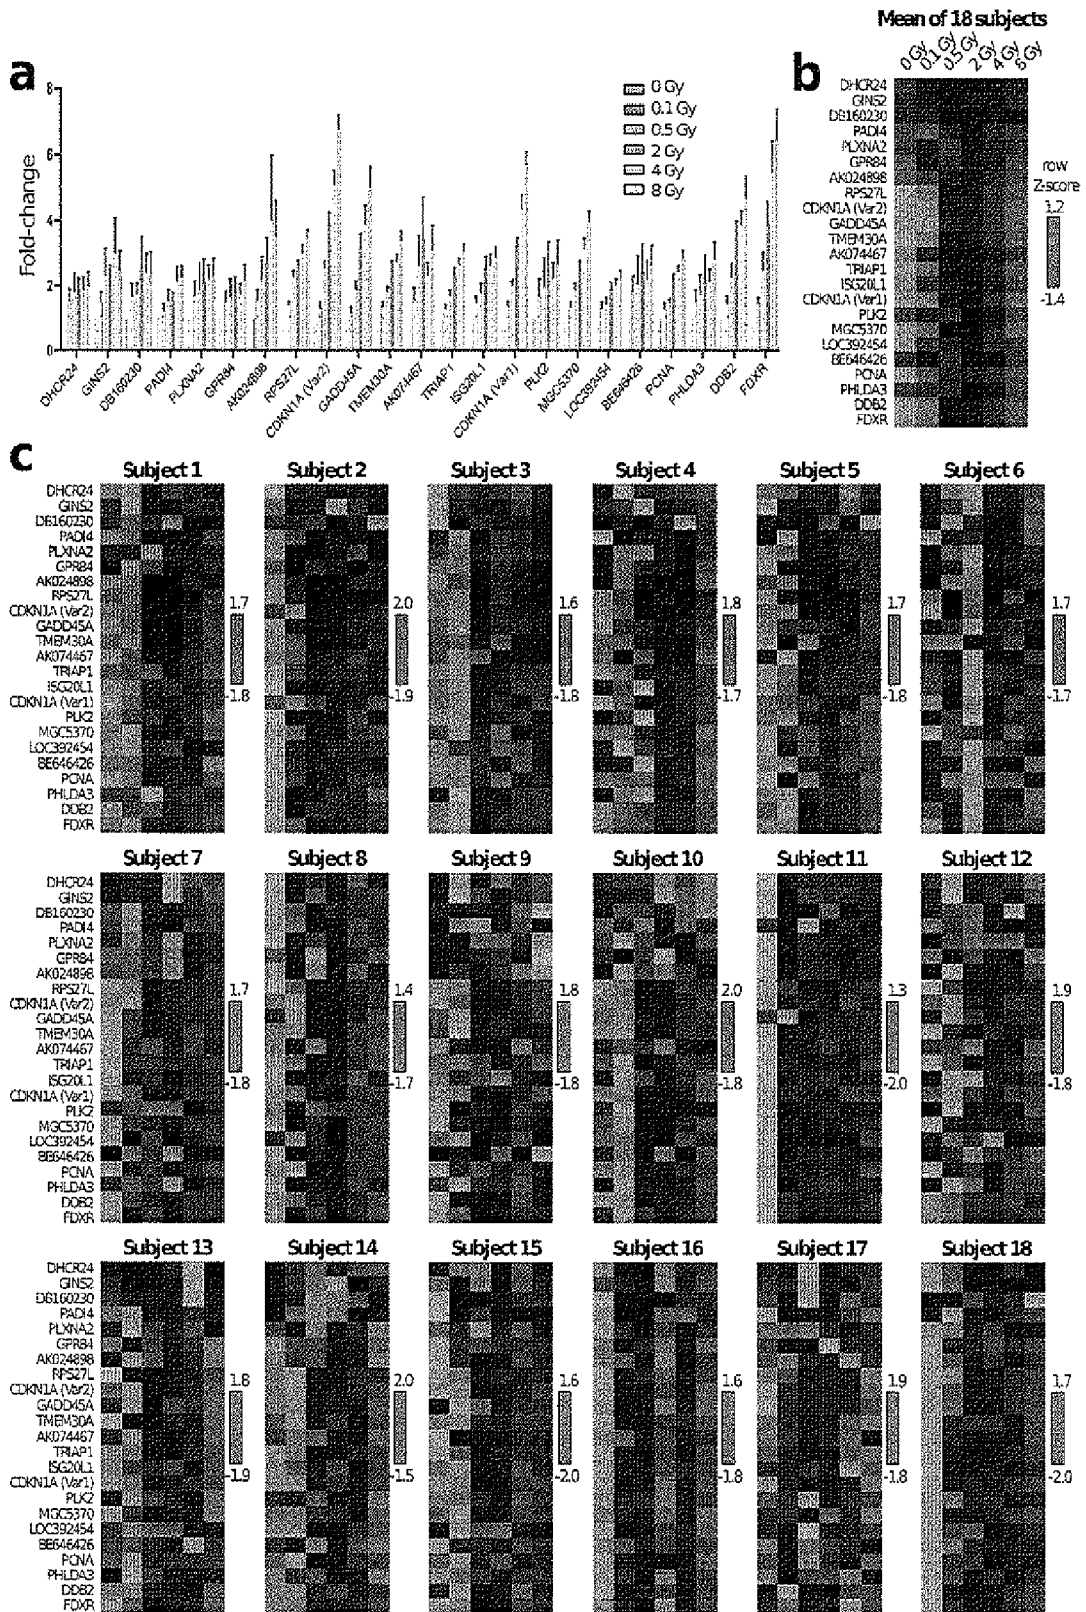 a
Fold-change
8
6
4
2
0
0 Gy
0.1 Gy
0.5 Gy
2 Gy
4 Gy
8 Gy
DHCR24
GINS2
DB160230
PADI4
PLXNA2
GPR84
AK024898
RPS27L
CDKN1A (Var2)
GADD45A
TMEM30A
AK074467
TRIAP1
ISG20L1
CDKN1A (Var1)
PLK2
MGC5370
LOC392454
BE646426
PCNA
PHLDA3
DDB2
FDXR
b
Mean of 18 subjects
0 Gy
0.1 Gy
0.5 Gy
2 Gy
4 Gy
DHCR24
GINS2
DB160230
PADI4
PLXNA2
GPR84
AK024898
RPS27L
CDKN1A (Var2)
GADD45A
TMEM30A
AK074467
TRIAP1
ISG20L1
CDKN1A (Var1)
PLK2
MGC5370
LOC392454
BE646426
PCNA
PHLDA3
DDB2
FDXR
row
Z-score
1.2
-1.4
c
Subject 1
Subject 2
Subject 3
Subject 4
Subject 5
Subject 6
DHCR24
GINS2
DB160230
PADI4
PLXNA2
GPR84
AK024898
RPS27L
CDKN1A (Var2)
GADD45A
TMEM30A
AK074467
TRIAP1
ISG20L1
CDKN1A (Var1)
PLK2
MGC5370
LOC392454
BE646426
PCNA
PHLDA3
DDB2
FDXR
1.7
-1.8
2.0
-1.9
1.6
-1.8
1.8
-1.7
1.7
-1.8
1.7
-1.7
Subject 7
Subject 8
Subject 9
Subject 10
Subject 11
Subject 12
DHCR24
GINS2
DB160230
PADI4
PLXNA2
GPR84
AK024898
RPS27L
CDKN1A (Var2)
GADD45A
TMEM30A
AK074467
TRIAP1
ISG20L1
CDKN1A (Var1)
PLK2
MGC5370
LOC392454
BE646426
PCNA
PHLDA3
DDB2
FDXR
1.7
-1.8
1.4
-1.7
1.8
-1.8
2.0
-1.8
1.3
-2.0
1.9
-1.8
Subject 13
Subject 14
Subject 15
Subject 16
Subject 17
Subject 18
DHCR24
GINS2
DB160230
PADI4
PLXNA2
GPR84
AK024898
RPS27L
CDKN1A (Var2)
GADD45A
TMEM30A
AK074467
TRIAP1
ISG20L1
CDKN1A (Var1)
PLK2
MGC5370
LOC392454
BE646426
PCNA
PHLDA3
DDB2
FDXR
1.8
-1.9
2.0
-1.5
1.6
-2.0
1.6
-1.8
1.9
-1.8
1.7
-2.0